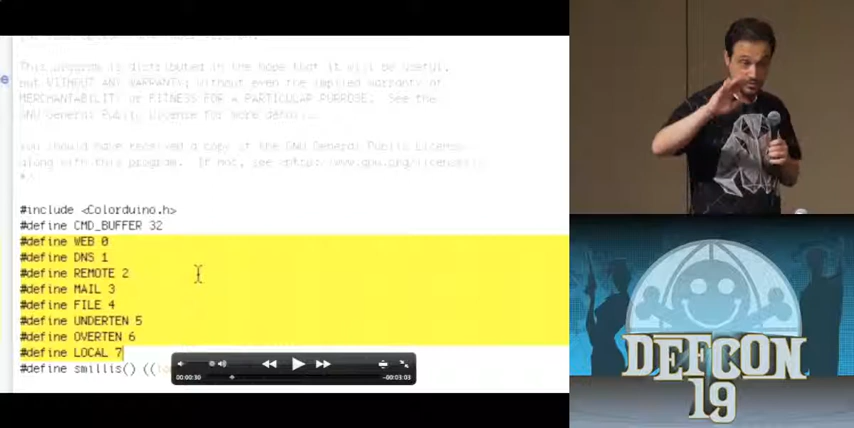 This program is distributed in the hope that it will be useful,
but WITHOUT ANY WARRANTY; without even the implied warranty of
MERCHANTABILITY or FITNESS FOR A PARTICULAR PURPOSE. See the
GNU General Public License for more details.
You should have received a copy of the GNU General Public License
along with this program. If not, see
#include <Colorduino.h>
#define CMD_BUFFER 32
#define WEB 0
#define DNS 1
#define REMOTE 2
#define MAIL 3
#define FILE 4
#define UNDERTEN 5
#define OVERTEN 6
#define LOCAL 7
#define smillis() ((
00:00:30
-00:03:03
DEFCON
19